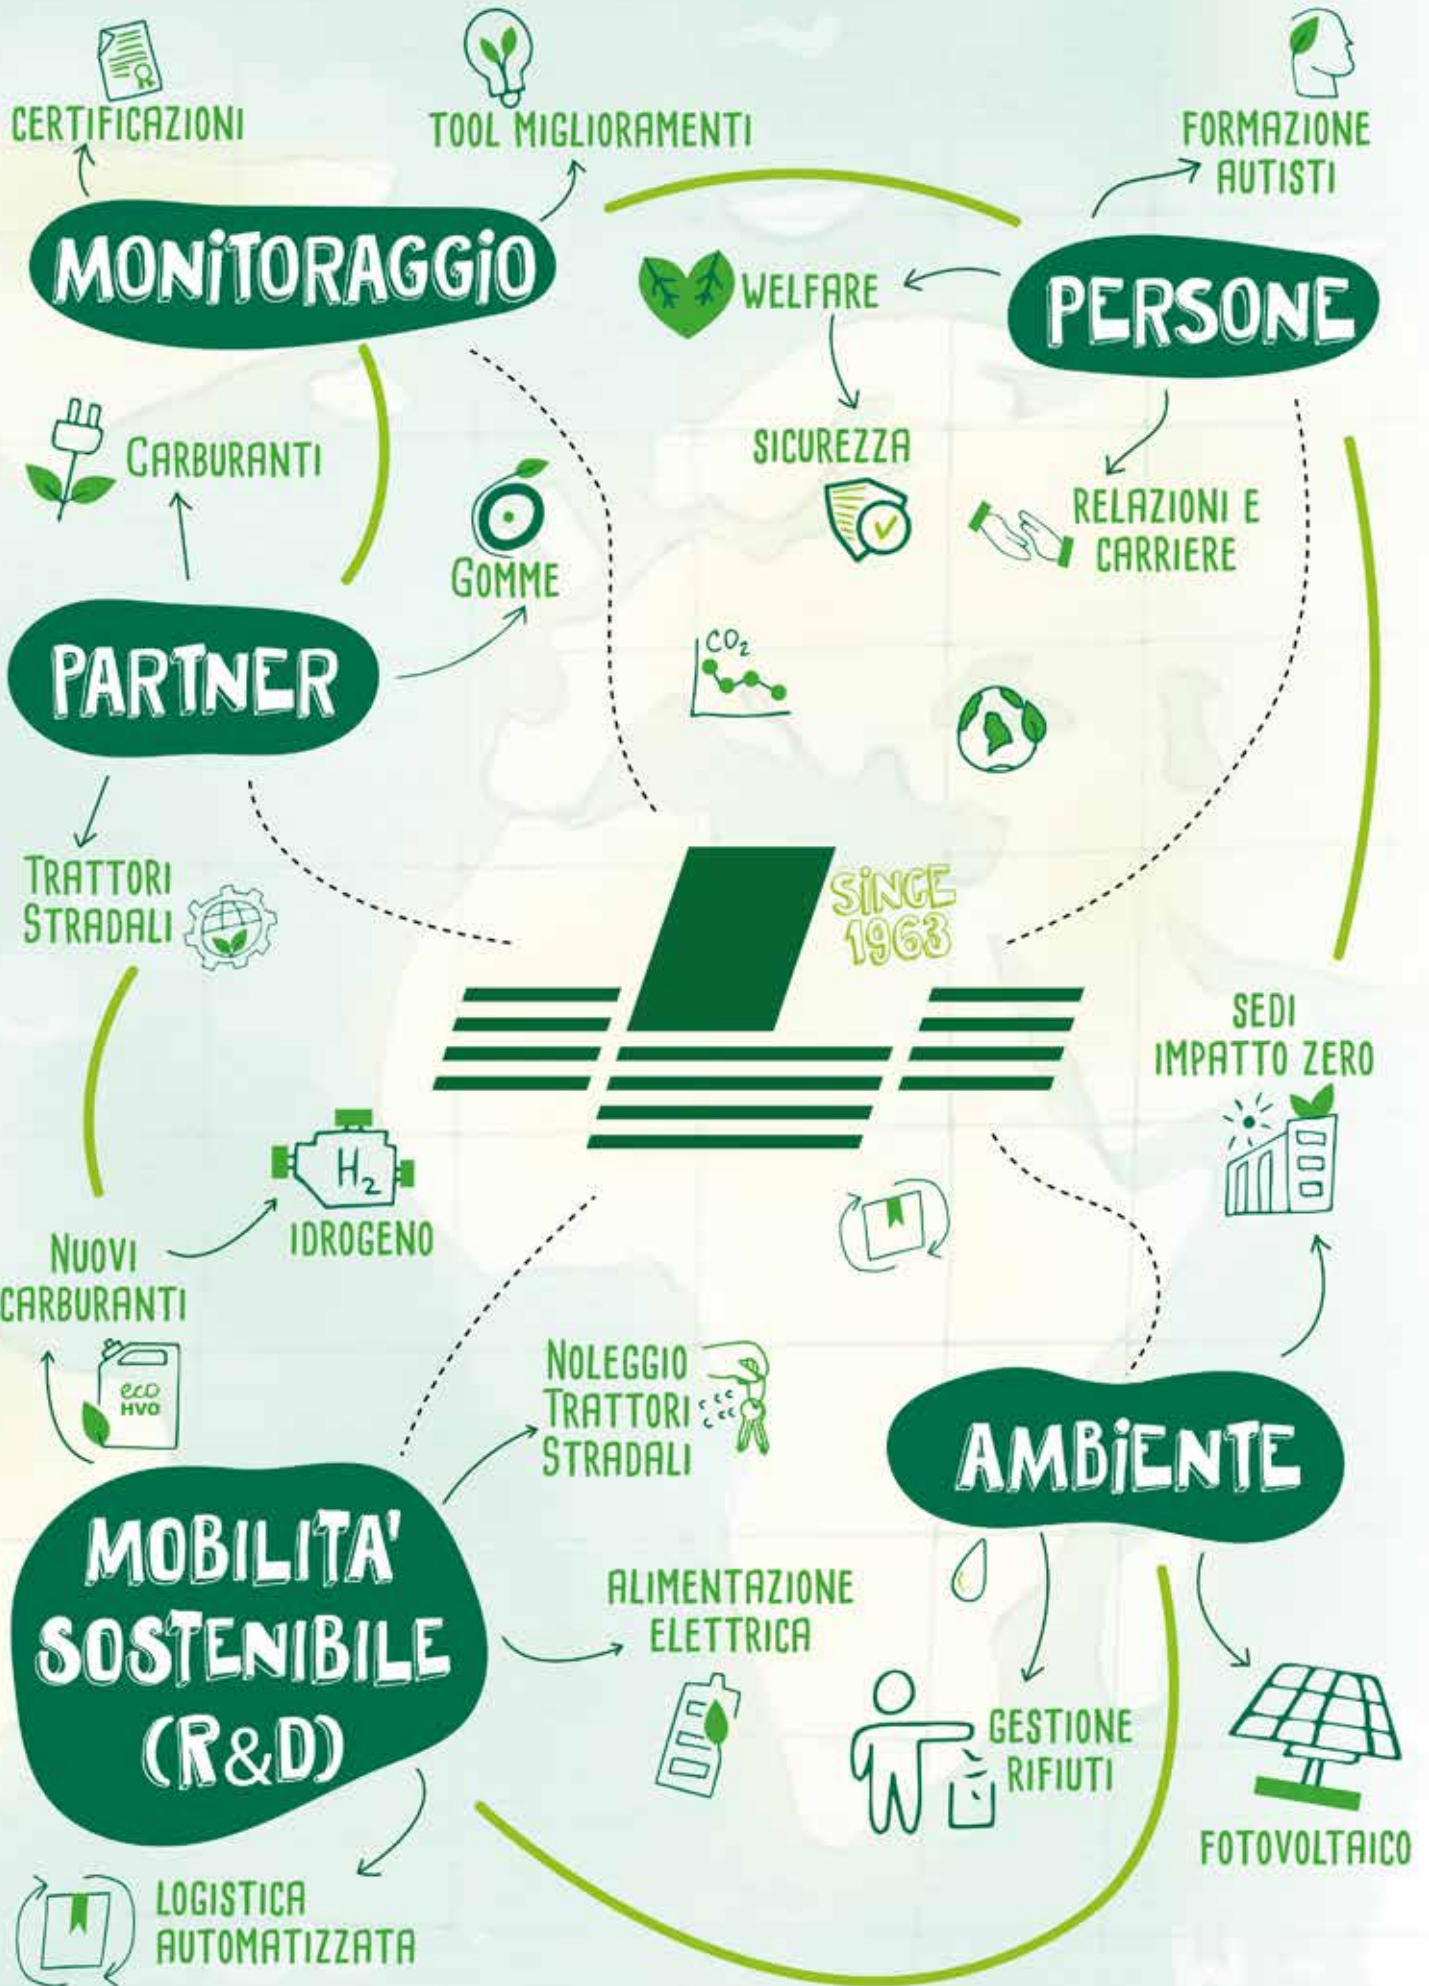 CERTIFICAZIONI
TOOL MIGLIORAMENTI
FORMAZIONE
AUTISTI
MONiTORAGGiO
WELFARE
PERSONE
CARBURANTI
SICUREZZA
RELAZIONI E
CARRIERE
GOMME
PARTNER
CO₂
TRATTORI
STRADALI
SiNCE
1963
SEDI
IMPATTO ZERO
H₂
IDROGENO
NUOVI
CARBURANTI
eco
HVO
NOLEGGIO
TRATTORI
STRADALI
AMBiENTE
MOBILITA'
SOSTENIBILE
(R&D)
ALIMENTAZIONE
ELETTRICA
GESTIONE
RIFIUTI
FOTOVOLTAICO
LOGISTICA
AUTOMATIZZATA